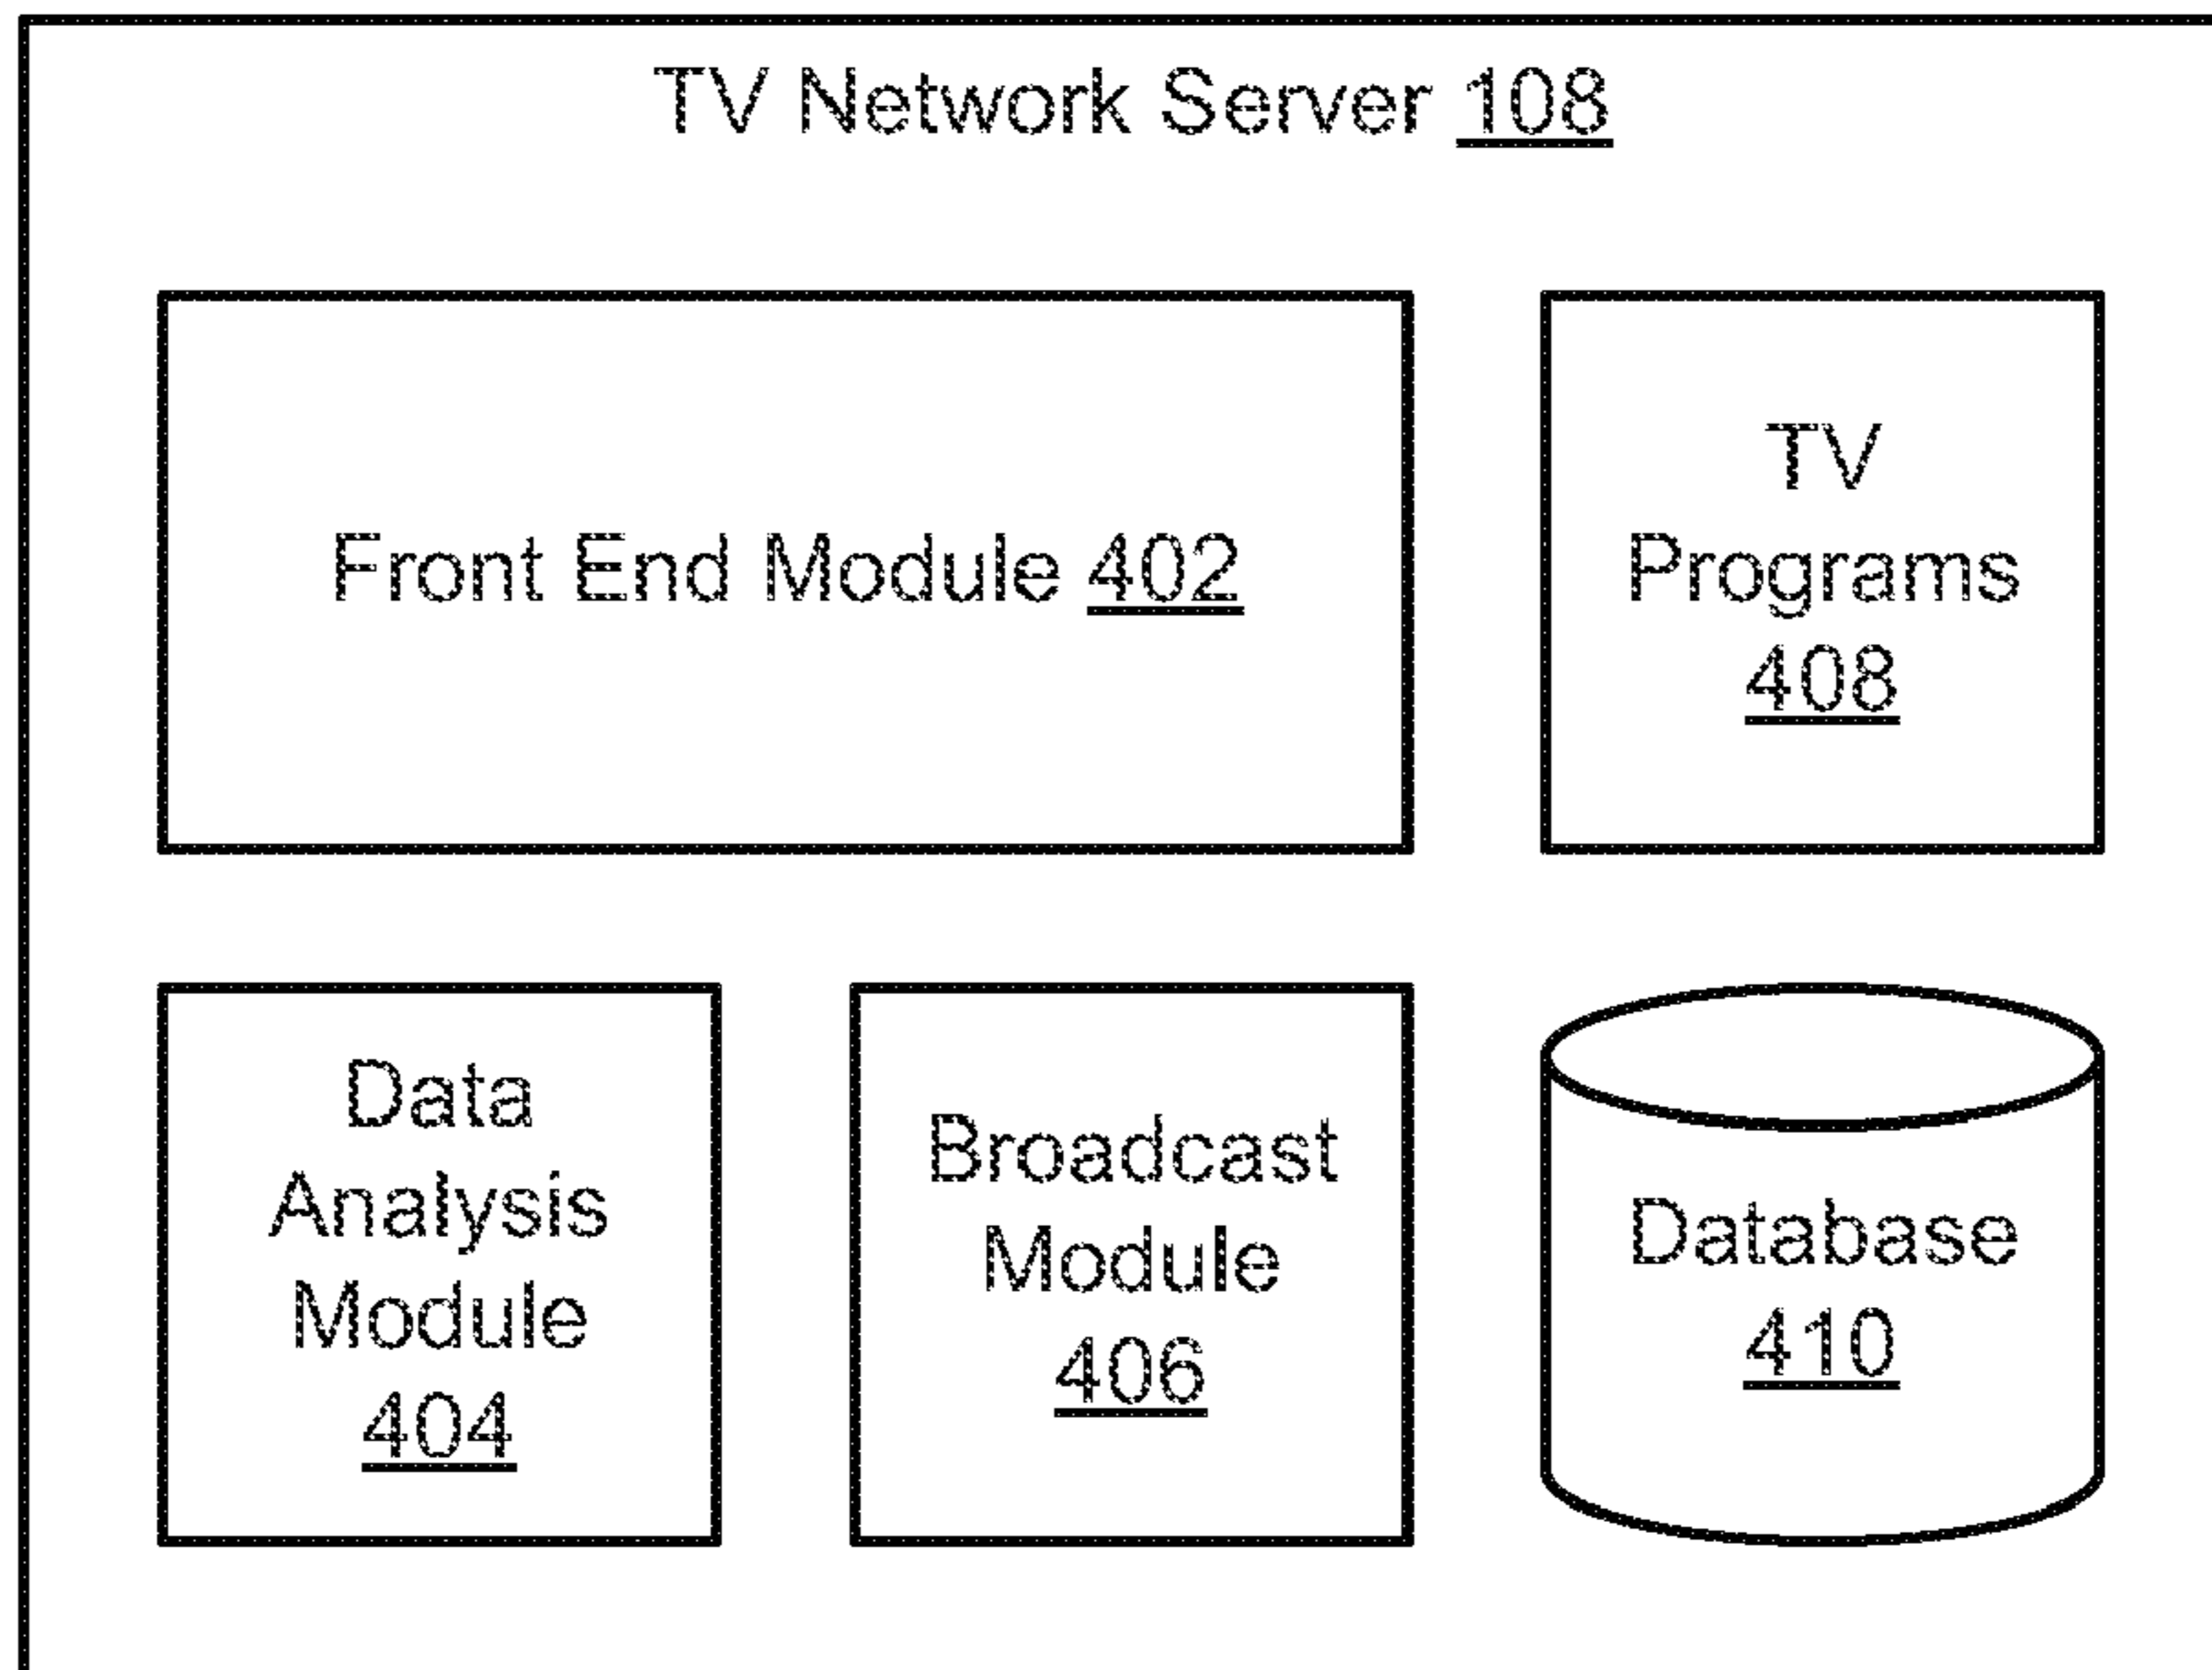 TV Network Server 108
Front End Module 402
TV
Programs
408
Data
Analysis
Module
404
Broadcast
Module
406
Database
410